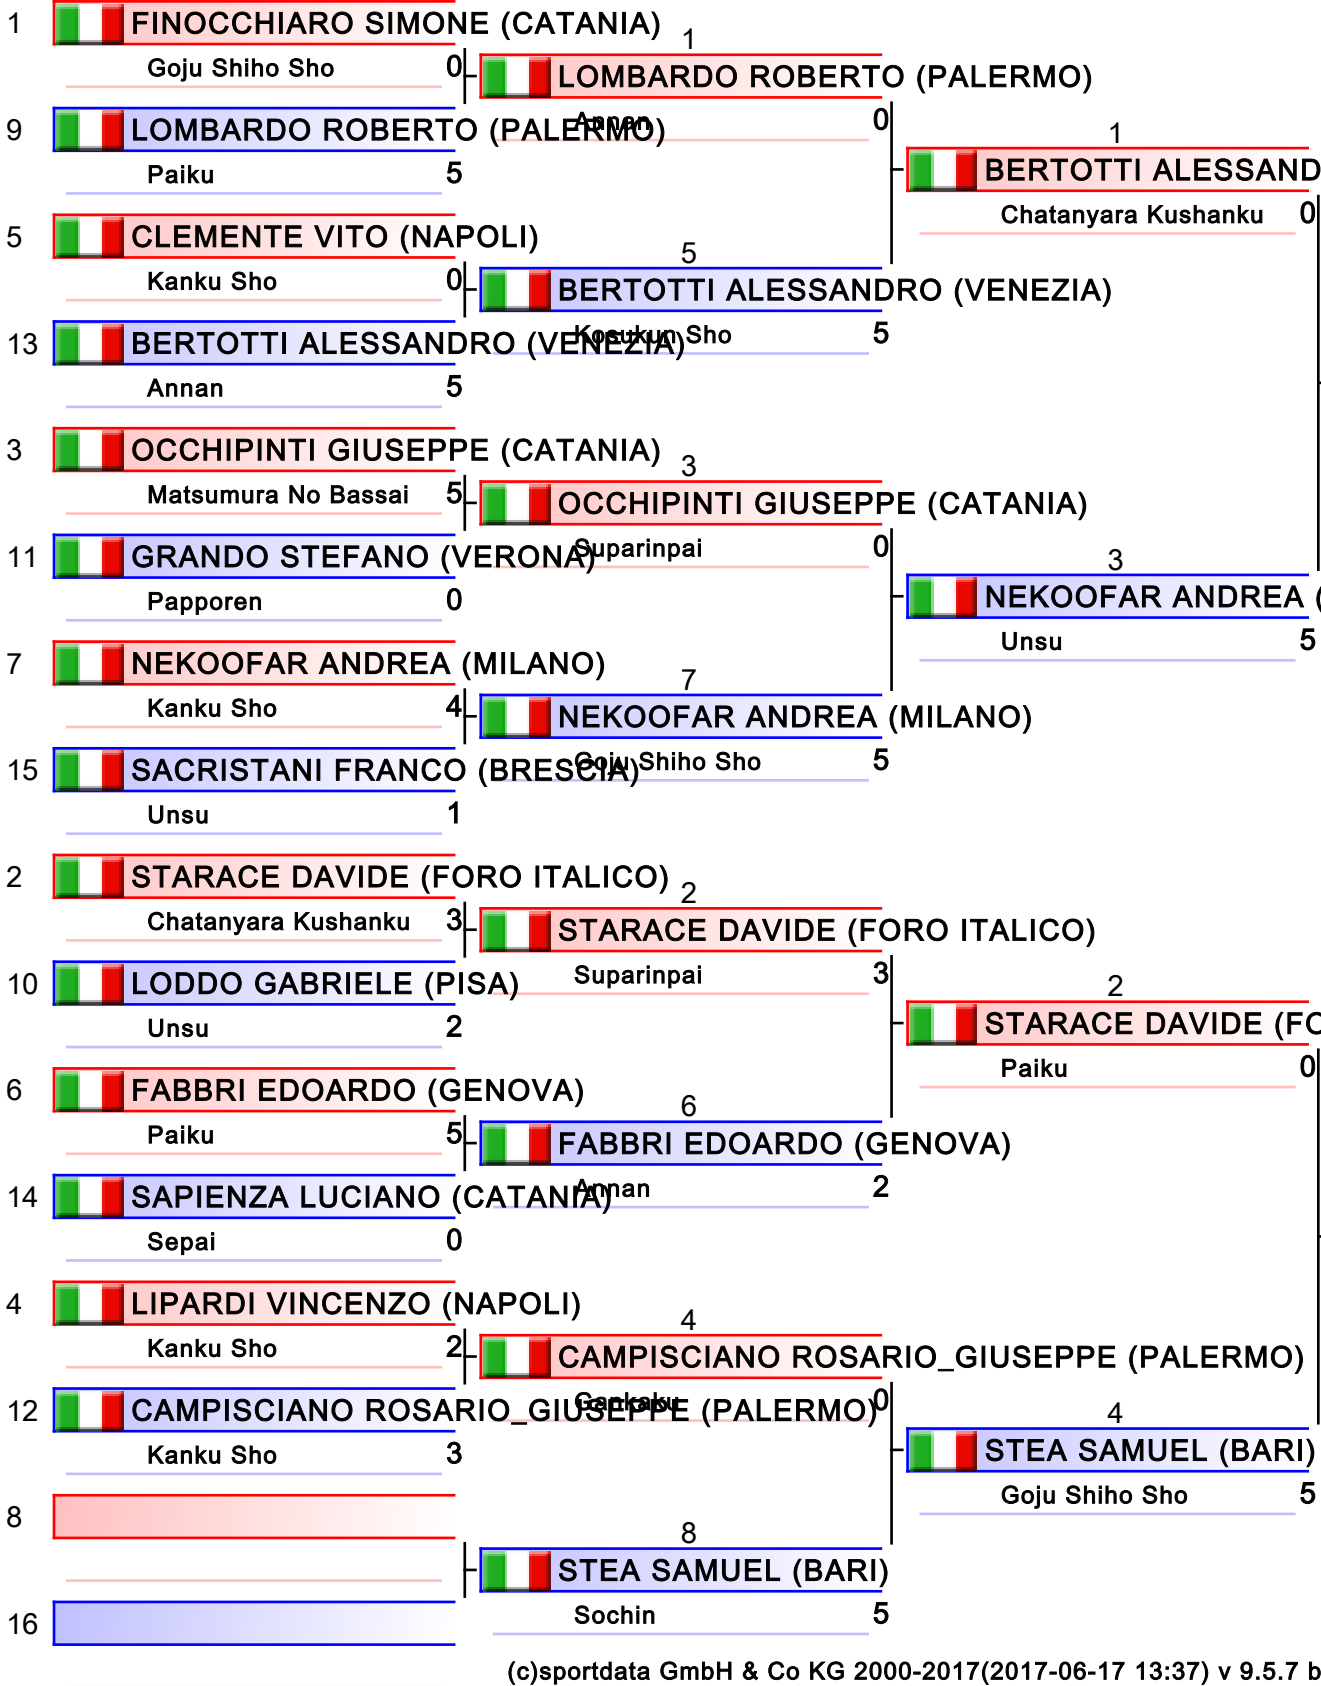 1 FINOCCHIARO SIMONE (CATANIA)
Goju Shiho Sho 0
9 LOMBARDO ROBERTO (PALERMO)
Paiku 5
5 CLEMENTE VITO (NAPOLI)
Kanku Sho 0
13 BERTOTTI ALESSANDRO (VENEZIA)
Annan 5
3 OCCHIPINTI GIUSEPPE (CATANIA)
Matsumura No Bassai 5
11 GRANDO STEFANO (VERONA)
Papporen 0
7 NEKOOFAR ANDREA (MILANO)
Kanku Sho 4
15 SACRISTANI FRANCO (BRESCIA)
Unsu 1
2 STARACE DAVIDE (FORO ITALICO)
Chatanyara Kushanku 3
10 LODDO GABRIELE (PISA)
Unsu 2
6 FABBRI EDOARDO (GENOVA)
Paiku 5
14 SAPIENZA LUCIANO (CATANIA)
Sepai 0
4 LIPARDI VINCENZO (NAPOLI)
Kanku Sho 2
12 CAMPISCIANO ROSARIO_GIUSEPPE (PALERMO)
Kanku Sho 3
8
16
1
LOMBARDO ROBERTO (PALERMO)
Annan 0
5
BERTOTTI ALESSANDRO (VENEZIA)
Kosukun Sho 5
3
OCCHIPINTI GIUSEPPE (CATANIA)
Suparinpai 0
7
NEKOOFAR ANDREA (MILANO)
Goju Shiho Sho 5
2
STARACE DAVIDE (FORO ITALICO)
Suparinpai 3
6
FABBRI EDOARDO (GENOVA)
Annan 2
4
CAMPISCIANO ROSARIO_GIUSEPPE (PALERMO)
Gankaku 0
8
STEA SAMUEL (BARI)
Sochin 5
1
BERTOTTI ALESSAND
Chatanyara Kushanku 0
3
NEKOOFAR ANDREA (
Unsu 5
2
STARACE DAVIDE (FO
Paiku 0
4
STEA SAMUEL (BARI)
Goju Shiho Sho 5
(c)sportdata GmbH & Co KG 2000-2017(2017-06-17 13:37) v 9.5.7 b